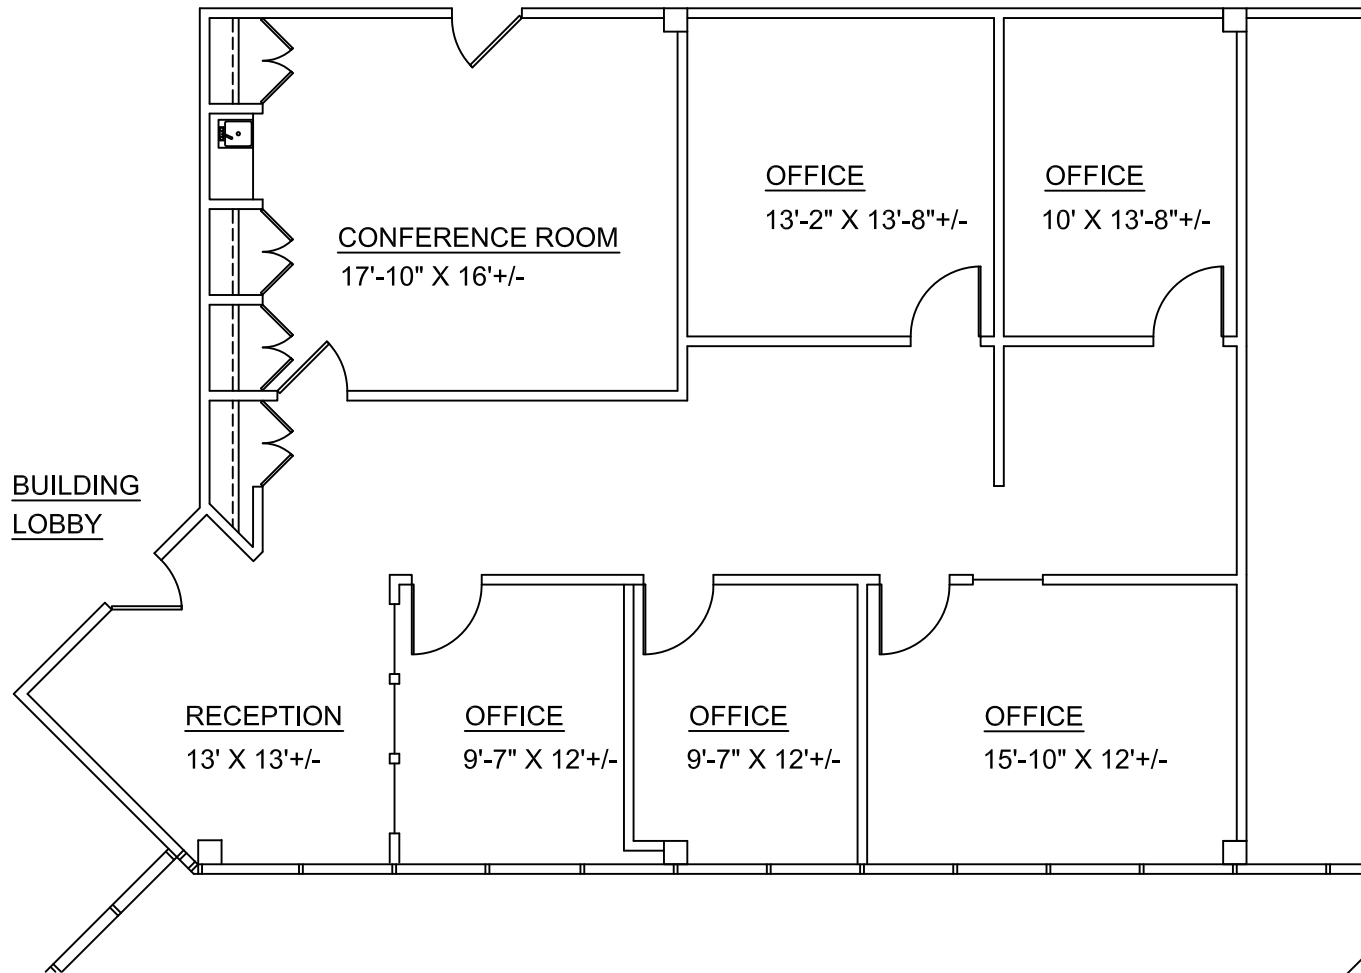 OFFICE
13'-2" X 13'-8"+/-
OFFICE
10' X 13'-8"+/-
CONFERENCE ROOM
17'-10" X 16'+/-
BUILDING
LOBBY
RECEPTION
13' X 13'+/-
OFFICE
9'-7" X 12'+/-
OFFICE
9'-7" X 12'+/-
OFFICE
15'-10" X 12'+/-